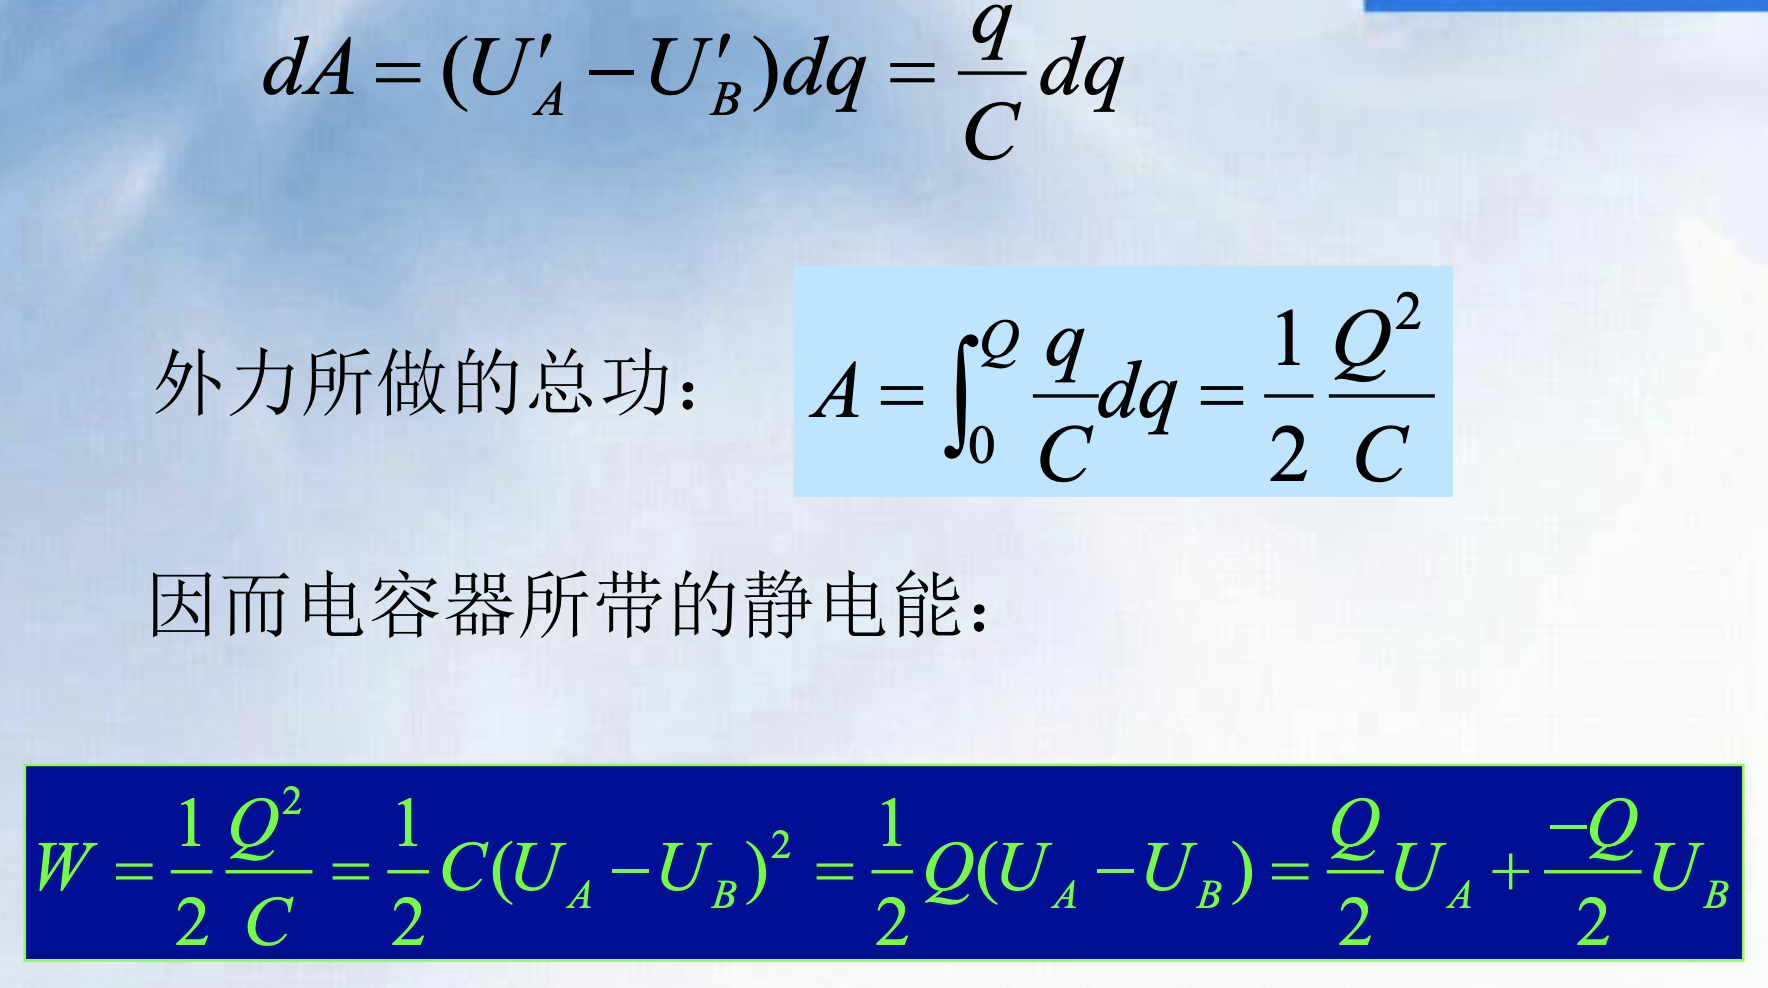 dA = (U′_A − U′_B)dq = \frac{q}{C} dq
外力所做的总功： A = ∫_0^Q \frac{q}{C} dq = \frac{1}{2} \frac{Q^2}{C}
因而电容器所带的静电能：
W = \frac{1}{2} \frac{Q^2}{C} = \frac{1}{2} C(U_A − U_B)^2 = \frac{1}{2} Q(U_A − U_B) = \frac{Q}{2} U_A + \frac{−Q}{2} U_B